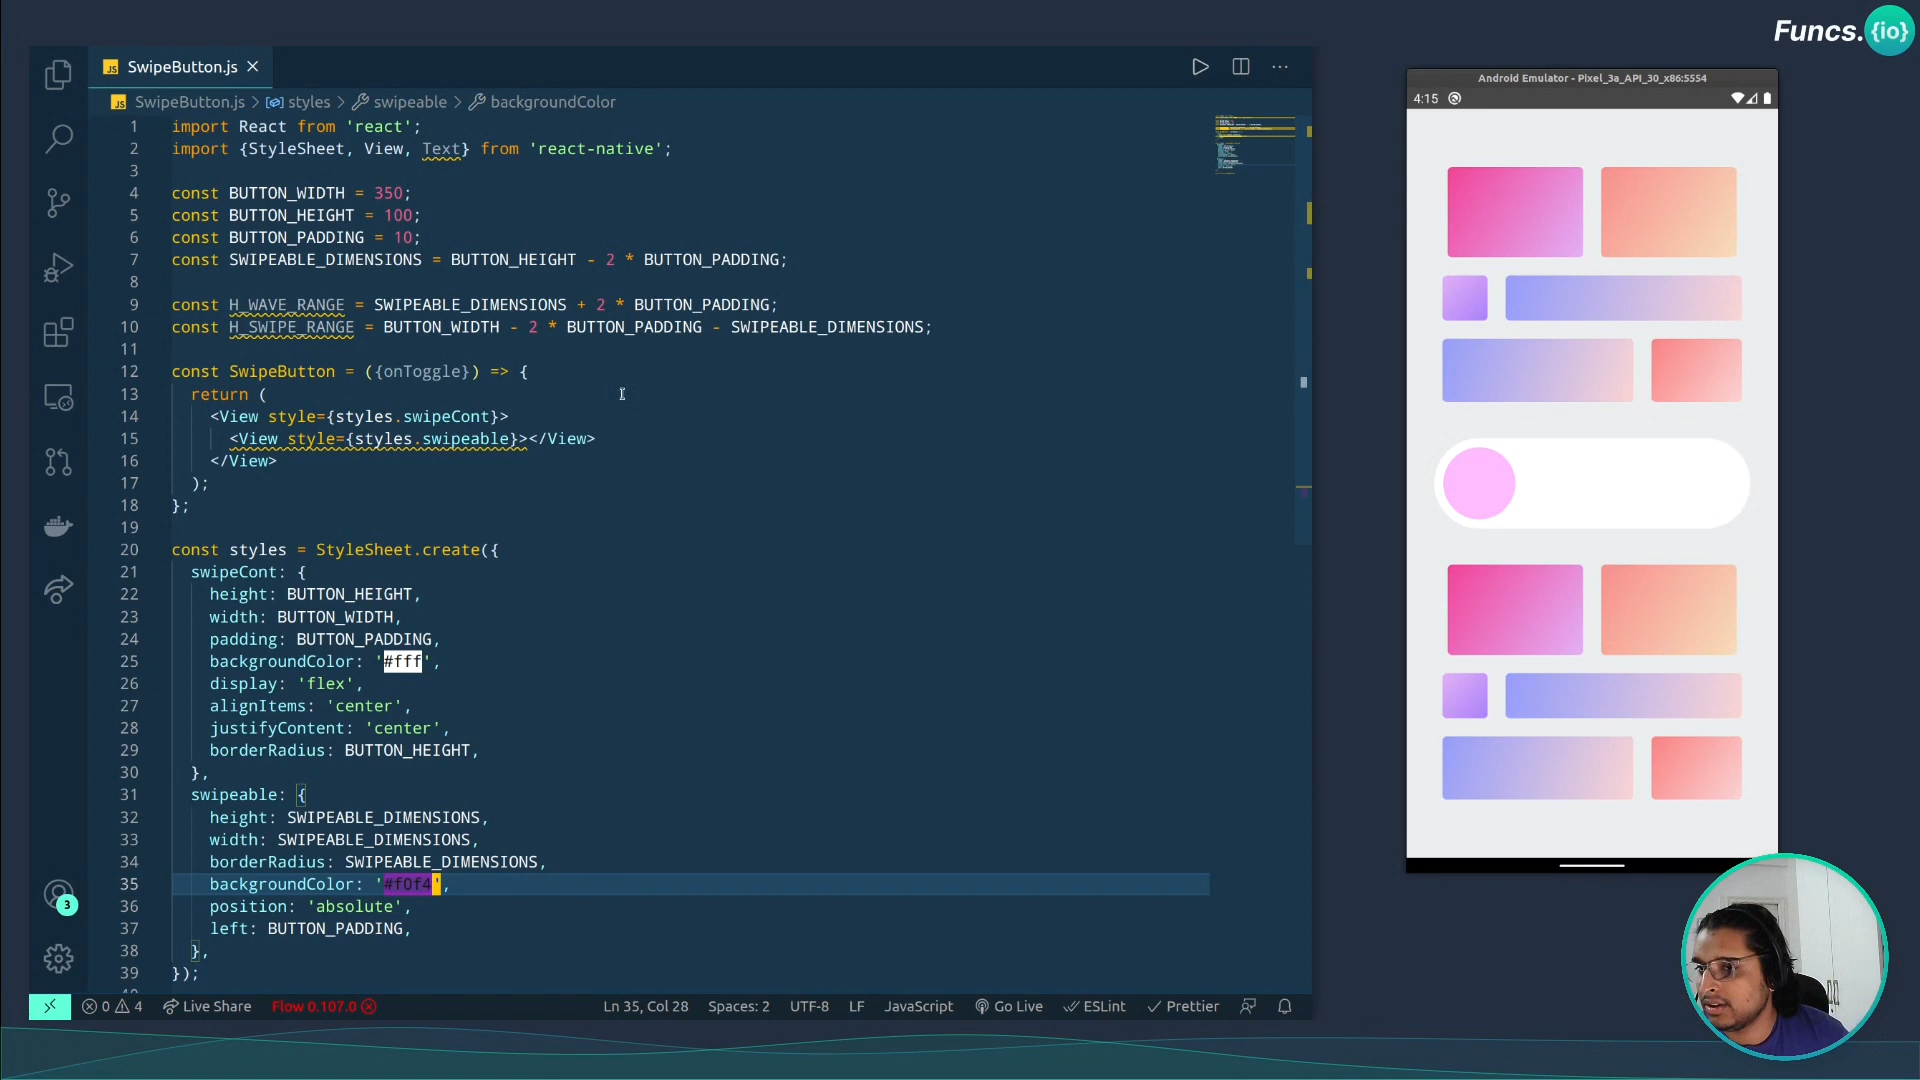 Funcs.{io}
SwipeButton.js
SwipeButton.js > styles > swipeable > backgroundColor
1 import React from 'react';
2 import {StyleSheet, View, Text} from 'react-native';
3
4 const BUTTON_WIDTH = 350;
5 const BUTTON_HEIGHT = 100;
6 const BUTTON_PADDING = 10;
7 const SWIPEABLE_DIMENSIONS = BUTTON_HEIGHT - 2 * BUTTON_PADDING;
8
9 const H_WAVE_RANGE = SWIPEABLE_DIMENSIONS + 2 * BUTTON_PADDING;
10 const H_SWIPE_RANGE = BUTTON_WIDTH - 2 * BUTTON_PADDING - SWIPEABLE_DIMENSIONS;
11
12 const SwipeButton = ({onToggle}) => {
13 return (
14 <View style={styles.swipeCont}>
15 <View style={styles.swipeable}></View>
16 </View>
17 );
18 };
19
20 const styles = StyleSheet.create({
21 swipeCont: {
22 height: BUTTON_HEIGHT,
23 width: BUTTON_WIDTH,
24 padding: BUTTON_PADDING,
25 backgroundColor: '#fff',
26 display: 'flex',
27 alignItems: 'center',
28 justifyContent: 'center',
29 borderRadius: BUTTON_HEIGHT,
30 },
31 swipeable: {
32 height: SWIPEABLE_DIMENSIONS,
33 width: SWIPEABLE_DIMENSIONS,
34 borderRadius: SWIPEABLE_DIMENSIONS,
35 backgroundColor: '#f0f4',
36 position: 'absolute',
37 left: BUTTON_PADDING,
38 },
39 });
3
0 4 Live Share Flow 0.107.0 Ln 35, Col 28 Spaces: 2 UTF-8 LF JavaScript Go Live ESLint Prettier
Android Emulator - Pixel_3a_API_30_x86:5554
4:15